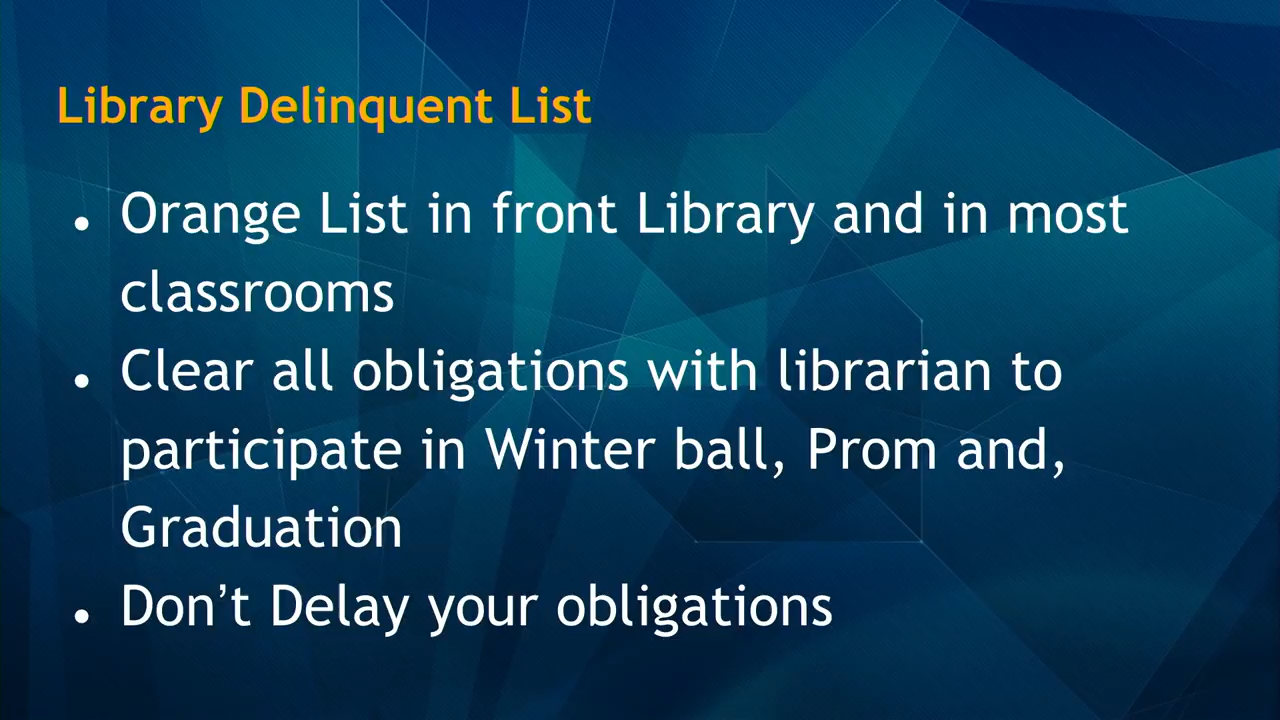 Library Delinquent List
• Orange List in front Library and in most
classrooms
• Clear all obligations with librarian to
participate in Winter ball, Prom and,
Graduation
• Don’t Delay your obligations